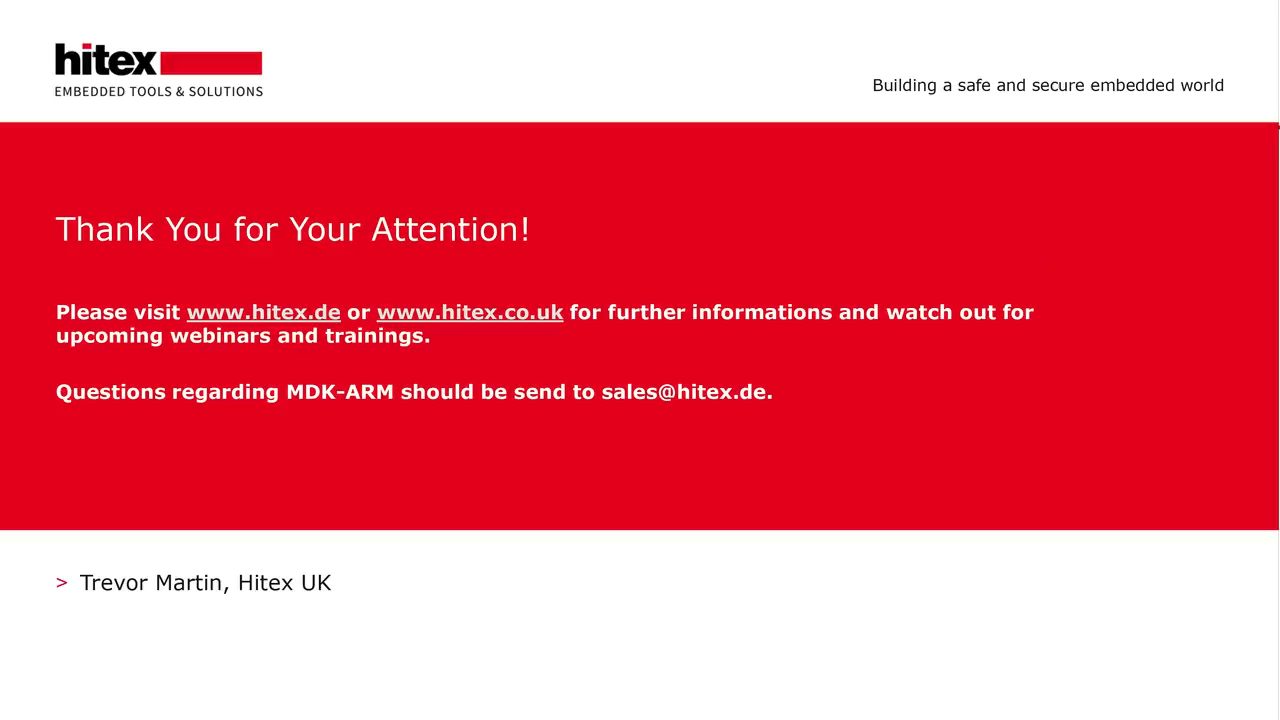 hitex
EMBEDDED TOOLS & SOLUTIONS
Building a safe and secure embedded world
Thank You for Your Attention!
Please visit www.hitex.de or www.hitex.co.uk for further informations and watch out for
upcoming webinars and trainings.
Questions regarding MDK-ARM should be send to sales@hitex.de.
> Trevor Martin, Hitex UK